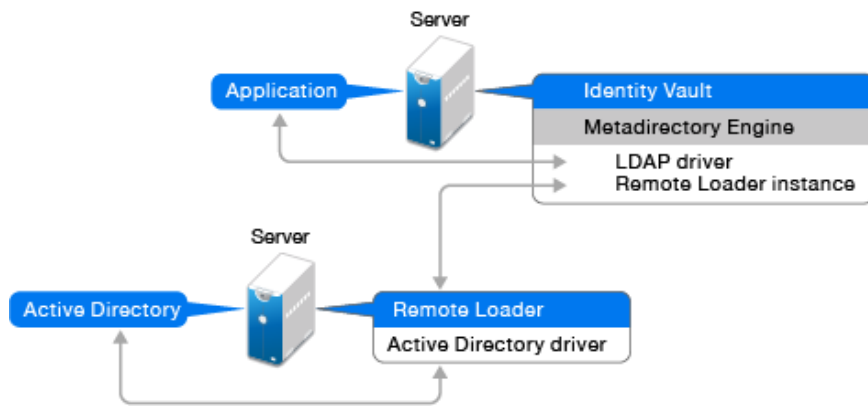 Server
Application
Identity Vault
Metadirectory Engine
LDAP driver
Remote Loader instance
Server
Active Directory
Remote Loader
Active Directory driver